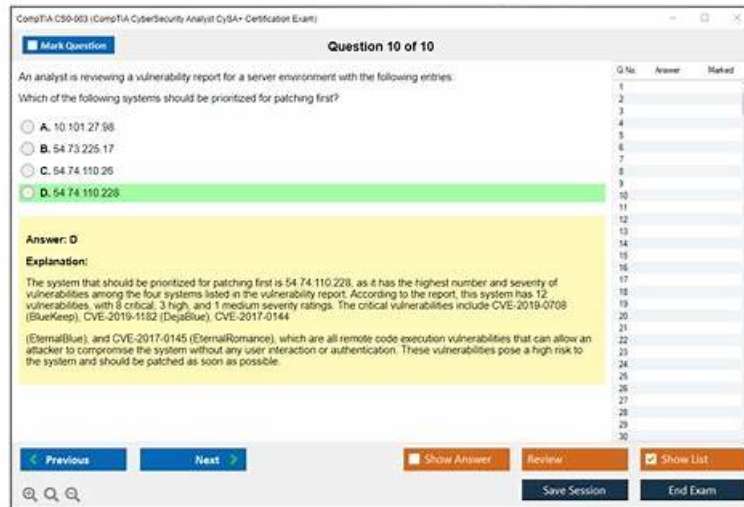 CompTIA CS0-003 (CompTIA CyberSecurity Analyst CySA+ Certification Exam)
Mark Question
Question 10 of 10
Q.No. Answer Marked
An analyst is reviewing a vulnerability report for a server environment with the following entries:
Which of the following systems should be prioritized for patching first?
A. 10.101.27.98
B. 54.73.225.17
C. 54.74.110.26
D. 54.74.110.228
Answer: D
Explanation:
The system that should be prioritized for patching first is 54.74.110.228, as it has the highest number and severity of
vulnerabilities among the four systems listed in the vulnerability report. According to the report, this system has 12
vulnerabilities, with 8 critical, 3 high, and 1 medium severity ratings. The critical vulnerabilities include CVE-2019-0708
(BlueKeep), CVE-2019-1182 (DejaBlue), CVE-2017-0144
(EternalBlue), and CVE-2017-0145 (EternalRomance), which are all remote code execution vulnerabilities that can allow an
attacker to compromise the system without any user interaction or authentication. These vulnerabilities pose a high risk to
the system and should be patched as soon as possible.
1
2
3
4
5
6
7
8
9
10
11
12
13
14
15
16
17
18
19
20
21
22
23
24
25
26
27
28
29
30
Previous
Next
Show Answer
Review
Show List
Save Session
End Exam